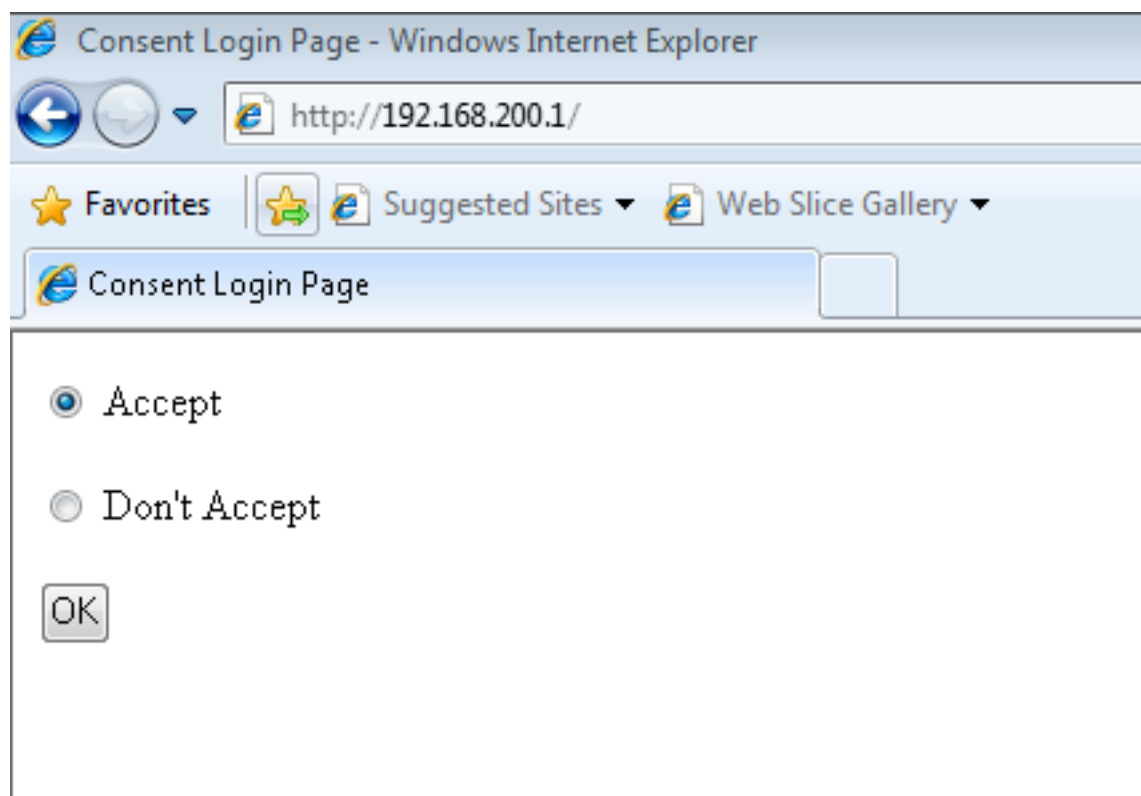 Consent Login Page - Windows Internet Explorer
http://192.168.200.1/
Favorites Suggested Sites Web Slice Gallery
Consent Login Page
Accept
Don't Accept
OK